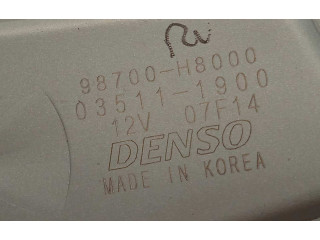 98700-H8000
03511-1900
12V 07F14
DENSO
MADE IN KOREA